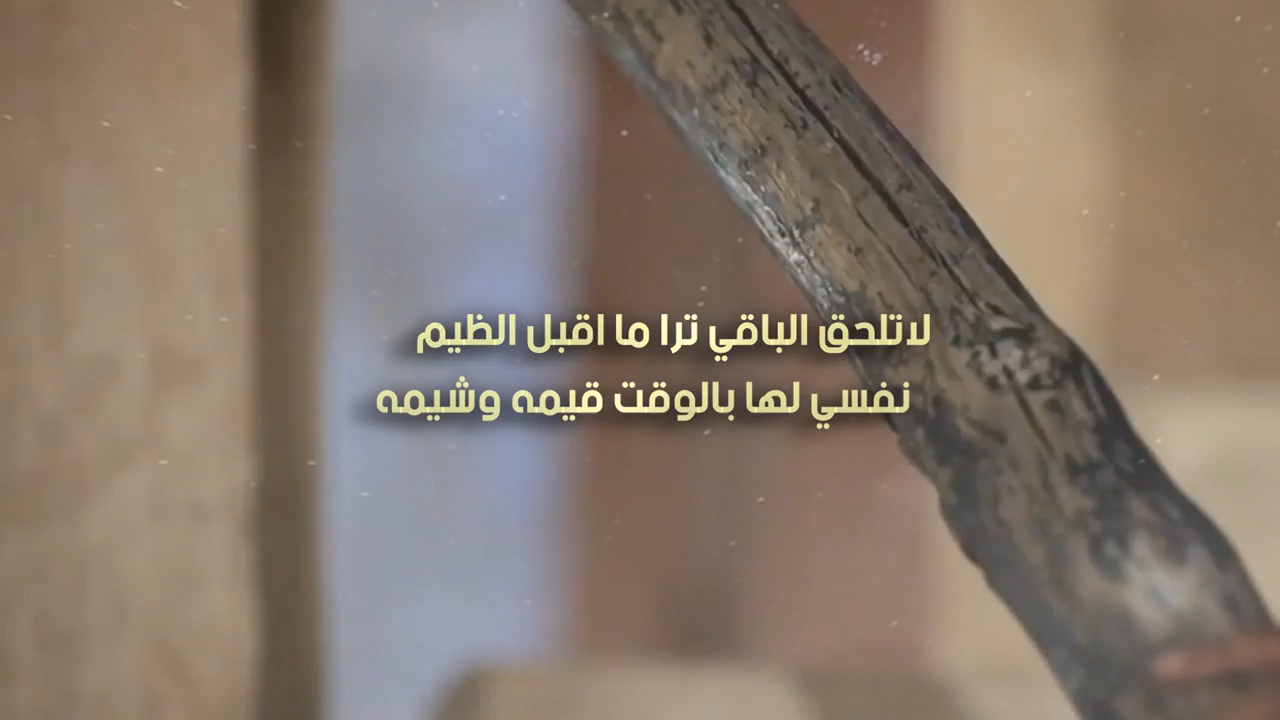 لاتلحق الباقي ترا ما اقبل الظيم
نفسي لها بالوقت قيمه وشيمه